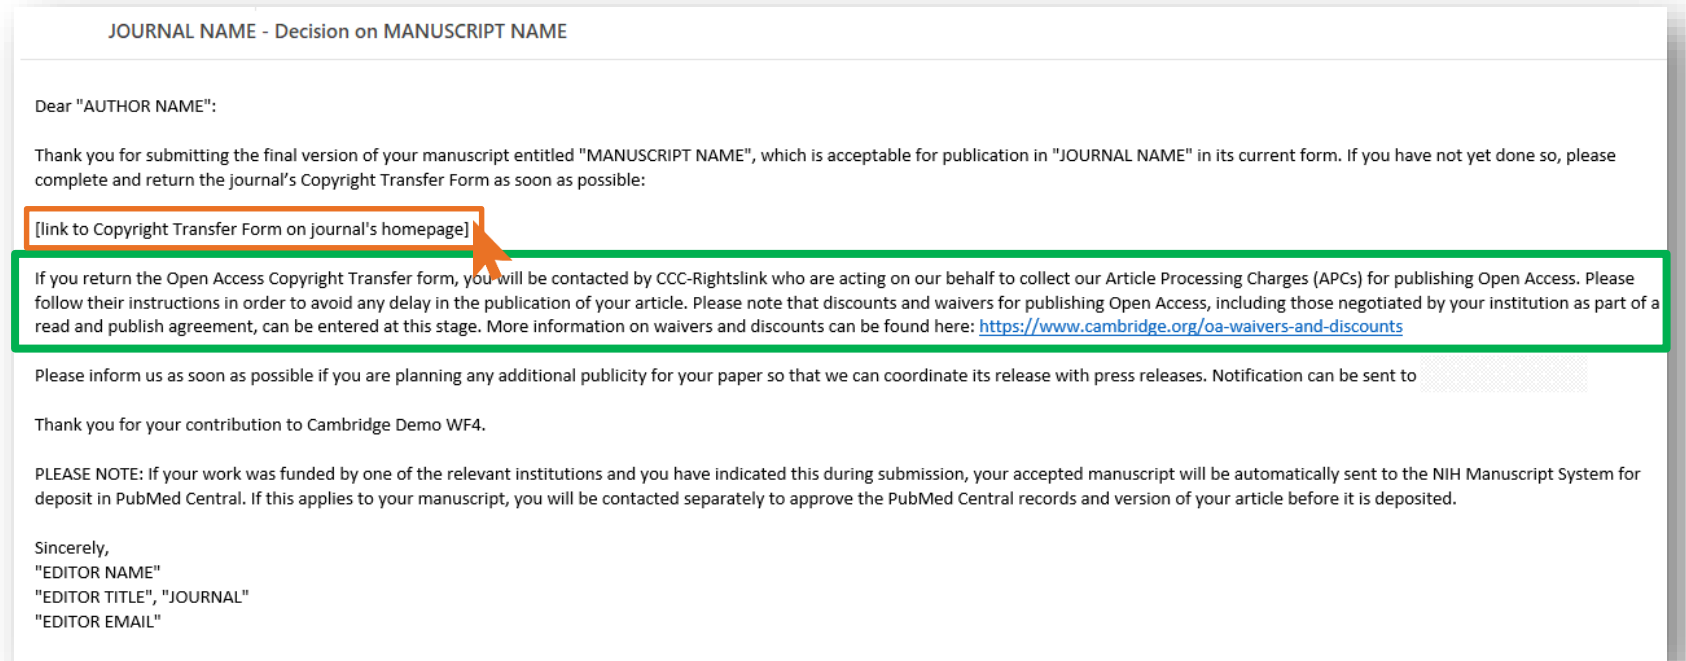 JOURNAL NAME - Decision on MANUSCRIPT NAME
Dear "AUTHOR NAME":
Thank you for submitting the final version of your manuscript entitled "MANUSCRIPT NAME", which is acceptable for publication in "JOURNAL NAME" in its current form. If you have not yet done so, please
complete and return the journal's Copyright Transfer Form as soon as possible:
[link to Copyright Transfer Form on journal's homepage]
If you return the Open Access Copyright Transfer form, you will be contacted by CCC-Rightslink who are acting on our behalf to collect our Article Processing Charges (APCs) for publishing Open Access. Please
follow their instructions in order to avoid any delay in the publication of your article. Please note that discounts and waivers for publishing Open Access, including those negotiated by your institution as part of a
read and publish agreement, can be entered at this stage. More information on waivers and discounts can be found here: https://www.cambridge.org/oa-waivers-and-discounts
Please inform us as soon as possible if you are planning any additional publicity for your paper so that we can coordinate its release with press releases. Notification can be sent to
Thank you for your contribution to Cambridge Demo WF4.
PLEASE NOTE: If your work was funded by one of the relevant institutions and you have indicated this during submission, your accepted manuscript will be automatically sent to the NIH Manuscript System for
deposit in PubMed Central. If this applies to your manuscript, you will be contacted separately to approve the PubMed Central records and version of your article before it is deposited.
Sincerely,
"EDITOR NAME"
"EDITOR TITLE", "JOURNAL"
"EDITOR EMAIL"